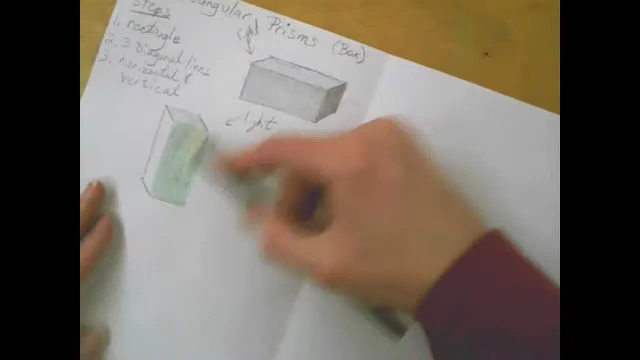 Steps
Prisms (Box)
1. rectangle
2. 3 Diagonal lines
3. horizontal &
vertical
light